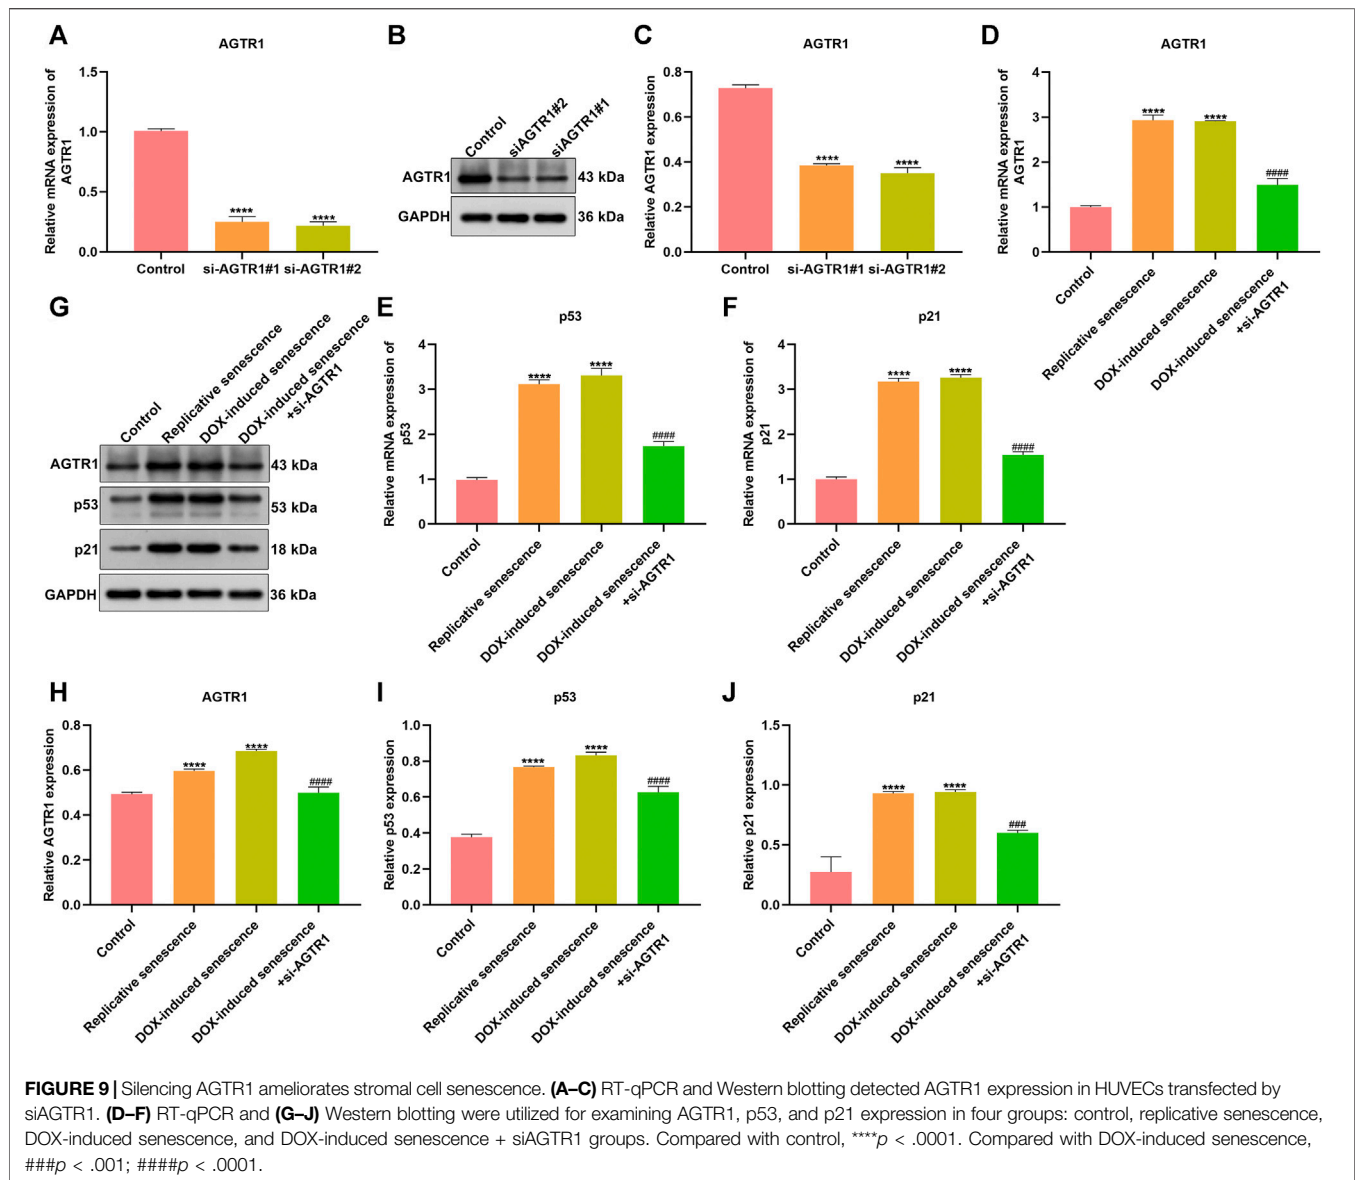 A
AGTR1
Relative mRNA expression of
AGTR1
1.5
1.0
0.5
0.0
****
****
Control
si-AGTR1#1
si-AGTR1#2
B
Control
siAGTR1#2
siAGTR1#1
AGTR1
43 kDa
GAPDH
36 kDa
C
AGTR1
Relative AGTR1 expression
0.8
0.6
0.4
0.2
0.0
****
****
Control
si-AGTR1#1
si-AGTR1#2
D
AGTR1
Relative mRNA expression of
AGTR1
4
3
2
1
0
****
****
####
Control
Replicative senescence
DOX-induced senescence
DOX-induced senescence
+si-AGTR1
G
Control
Replicative senescence
DOX-induced senescence
DOX-induced senescence
+si-AGTR1
AGTR1
43 kDa
p53
53 kDa
p21
18 kDa
GAPDH
36 kDa
E
p53
Relative mRNA expression of
p53
4
3
2
1
0
****
****
####
Control
Replicative senescence
DOX-induced senescence
DOX-induced senescence
+si-AGTR1
F
p21
Relative mRNA expression of
p21
4
3
2
1
0
****
****
####
Control
Replicative senescence
DOX-induced senescence
DOX-induced senescence
+si-AGTR1
H
AGTR1
Relative AGTR1 expression
0.8
0.6
0.4
0.2
0.0
****
****
####
Control
Replicative senescence
DOX-induced senescence
DOX-induced senescence
+si-AGTR1
I
p53
Relative p53 expression
1.0
0.8
0.6
0.4
0.2
0.0
****
****
####
Control
Replicative senescence
DOX-induced senescence
DOX-induced senescence
+si-AGTR1
J
p21
Relative p21 expression
1.5
1.0
0.5
0.0
****
****
###
Control
Replicative senescence
DOX-induced senescence
DOX-induced senescence
+si-AGTR1
FIGURE 9 | Silencing AGTR1 ameliorates stromal cell senescence. (A–C) RT-qPCR and Western blotting detected AGTR1 expression in HUVECs transfected by
siAGTR1. (D–F) RT-qPCR and (G–J) Western blotting were utilized for examining AGTR1, p53, and p21 expression in four groups: control, replicative senescence,
DOX-induced senescence, and DOX-induced senescence + siAGTR1 groups. Compared with control, ****p < .0001. Compared with DOX-induced senescence,
###p < .001; ####p < .0001.